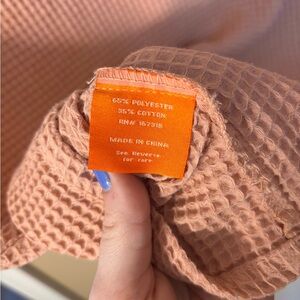 65% POLYESTER
35% COTTON
RN# 167318
MADE IN CHINA
See Reverse
for care